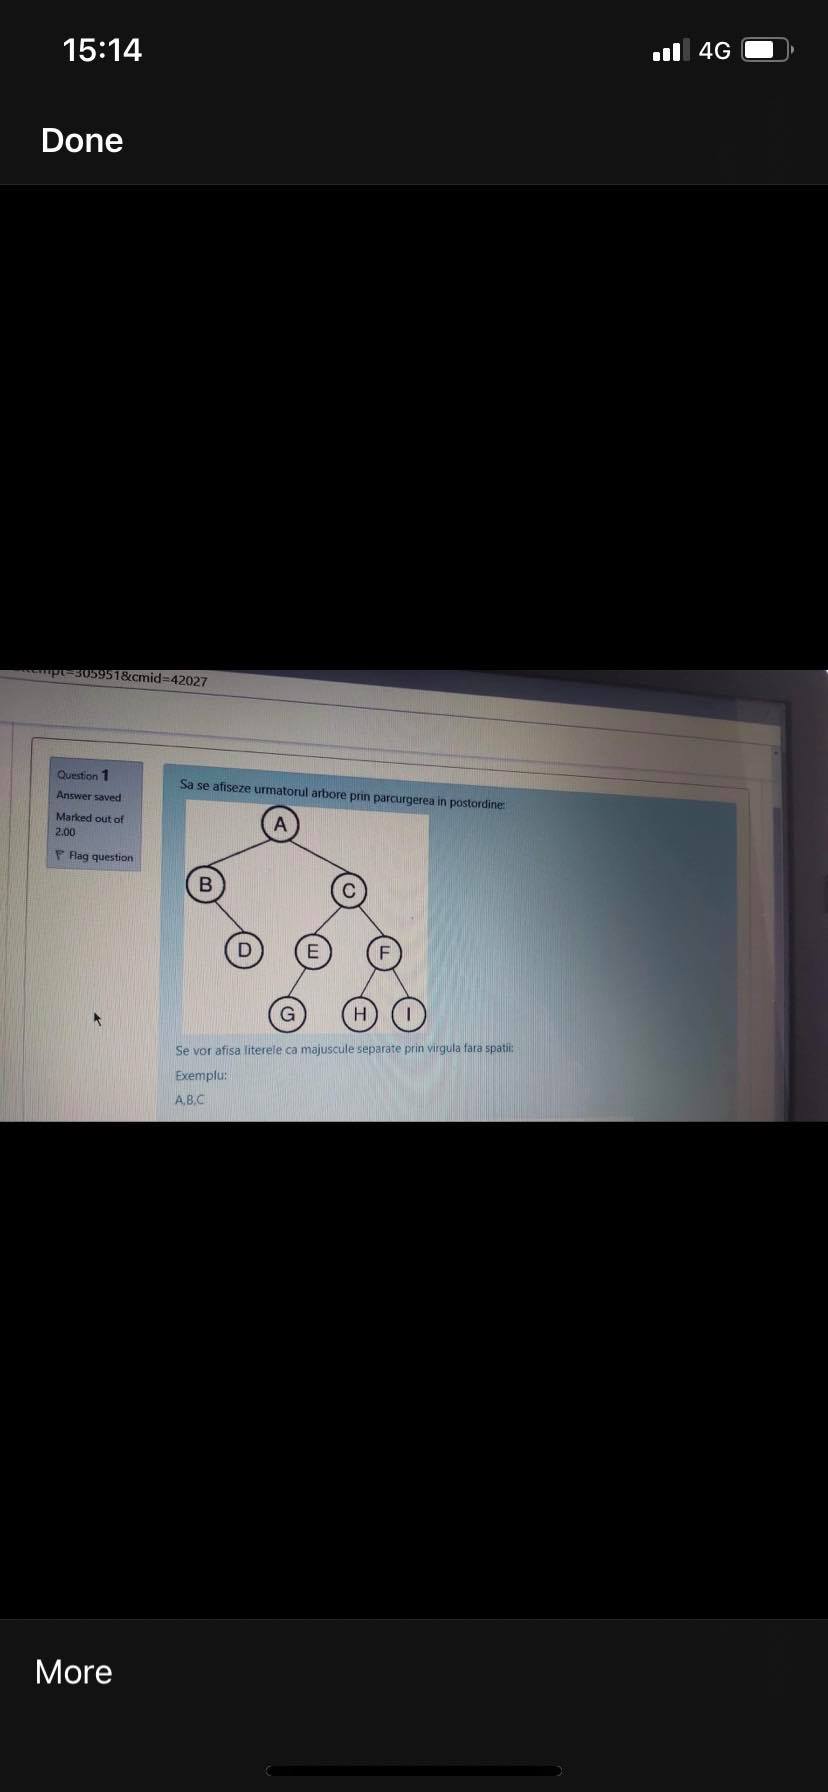 15:14
4G
Done
=305951&cmid=42027
Question 1
Answer saved
Marked out of
2.00
Flag question
Sa se afiseze urmatorul arbore prin parcurgerea in postordine:
A
B
C
D
E
F
G
H
I
Se vor afisa literele ca majuscule separate prin virgula fara spatii:
Exemplu:
A,B,C
More